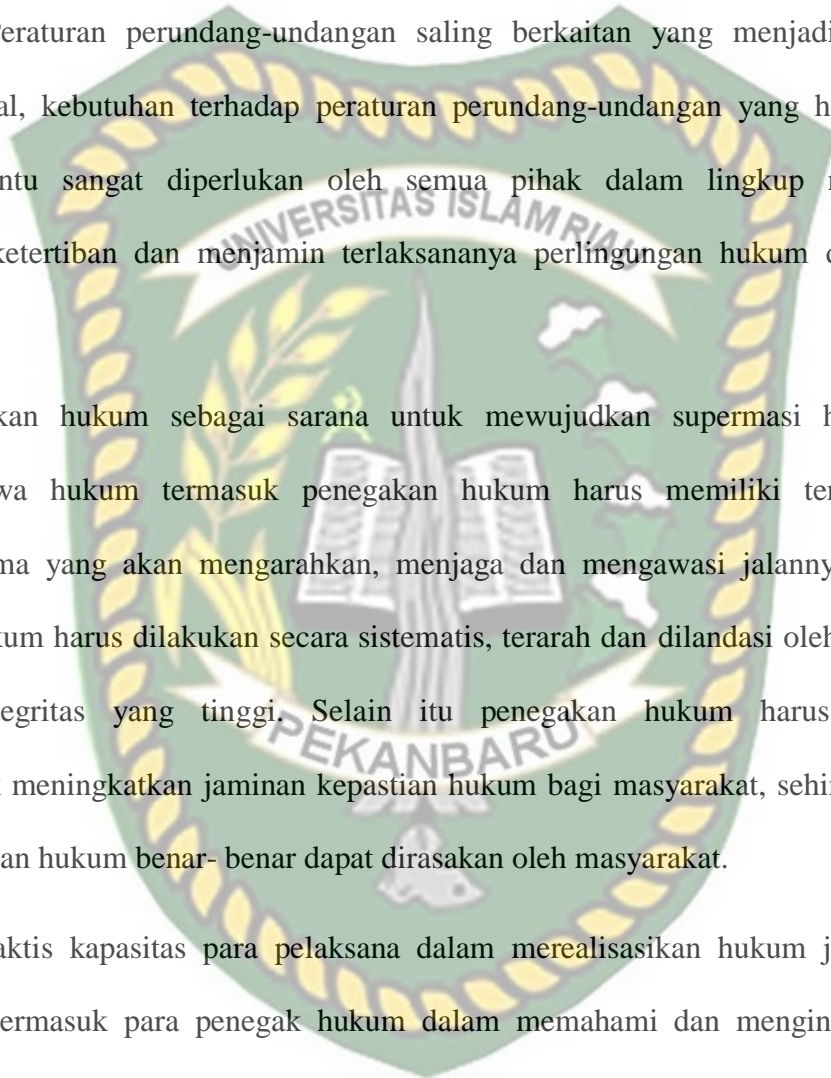 eraturan perundang-undangan saling berkaitan yang menjadi
al, kebutuhan terhadap peraturan perundang-undangan yang h
ntu sangat diperlukan oleh semua pihak dalam lingkup
UNIVERSITAS ISLAM RIAU
ketertiban dan menjamin terlaksananya perlingungan hukum
kan hukum sebagai sarana untuk mewujudkan supermasi h
wa hukum termasuk penegakan hukum harus memiliki ter
ma yang akan mengarahkan, menjaga dan mengawasi jalanny
kum harus dilakukan secara sistematis, terarah dan dilandasi oleh
tegritas yang tinggi. Selain itu penegakan hukum harus
PEKANBARU
k meningkatkan jaminan kepastian hukum bagi masyarakat, sehi
an hukum benar- benar dapat dirasakan oleh masyarakat.
aktis kapasitas para pelaksana dalam merealisasikan hukum j
termasuk para penegak hukum dalam memahami dan mengin